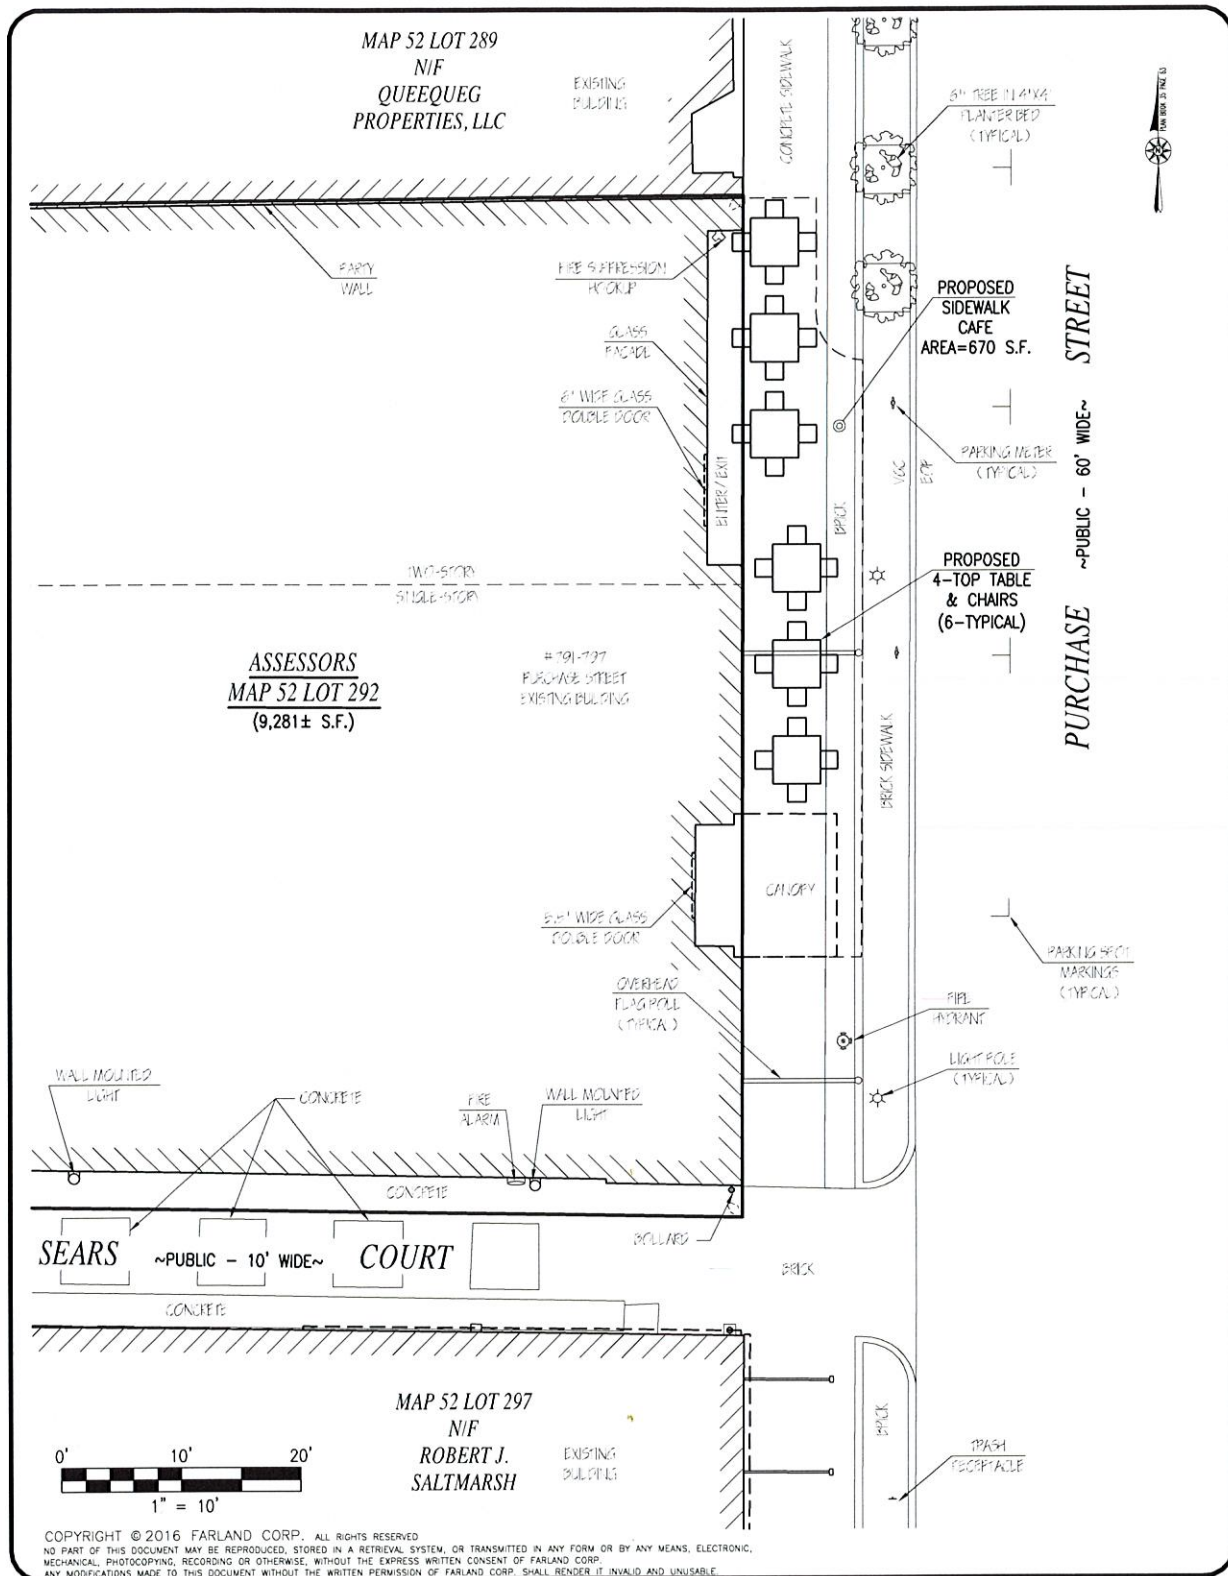 MAP 52 LOT 289
N/F
QUEEQUEG
PROPERTIES, LLC
EXISTING
BUILDING
CONCRETE SIDEWALK
6" TREE IN 4'X4'
PLANTER BED
(TYPICAL)
PLAN BOOK 35 PAGE 63
PARTY
WALL
FIRE SUPPRESSION
HOOKUP
GLASS
FACADE
6' WIDE GLASS
DOUBLE DOOR
ENTER / EXIT
PROPOSED
SIDEWALK
CAFE
AREA=670 S.F.
PURCHASE ~PUBLIC - 60' WIDE~ STREET
PARKING METER
(TYPICAL)
VGC
EOP
BRICK
TWO-STORY
SINGLE-STORY
PROPOSED
4-TOP TABLE
& CHAIRS
(6-TYPICAL)
ASSESSORS
MAP 52 LOT 292
(9,281± S.F.)
#791-797
PURCHASE STREET
EXISTING BUILDING
BRICK SIDEWALK
CANOPY
5.5' WIDE GLASS
DOUBLE DOOR
PARKING SPOT
MARKINGS
(TYPICAL)
OVERHEAD
FLAG POLL
(TYPICAL)
FIRE
HYDRANT
LIGHT POLE
(TYPICAL)
WALL MOUNTED
LIGHT
CONCRETE
FIRE
ALARM
WALL MOUNTED
LIGHT
CONCRETE
BOLLARD
SEARS ~PUBLIC - 10' WIDE~ COURT
BRICK
CONCRETE
MAP 52 LOT 297
N/F
ROBERT J.
SALTMARSH
EXISTING
BUILDING
BRICK
TRASH
RECEPTACLE
0' 10' 20'
1" = 10'
COPYRIGHT © 2016 FARLAND CORP. ALL RIGHTS RESERVED
NO PART OF THIS DOCUMENT MAY BE REPRODUCED, STORED IN A RETRIEVAL SYSTEM, OR TRANSMITTED IN ANY FORM OR BY ANY MEANS, ELECTRONIC,
MECHANICAL, PHOTOCOPYING, RECORDING OR OTHERWISE, WITHOUT THE EXPRESS WRITTEN CONSENT OF FARLAND CORP.
ANY MODIFICATIONS MADE TO THIS DOCUMENT WITHOUT THE WRITTEN PERMISSION OF FARLAND CORP. SHALL RENDER IT INVALID AND UNUSABLE.